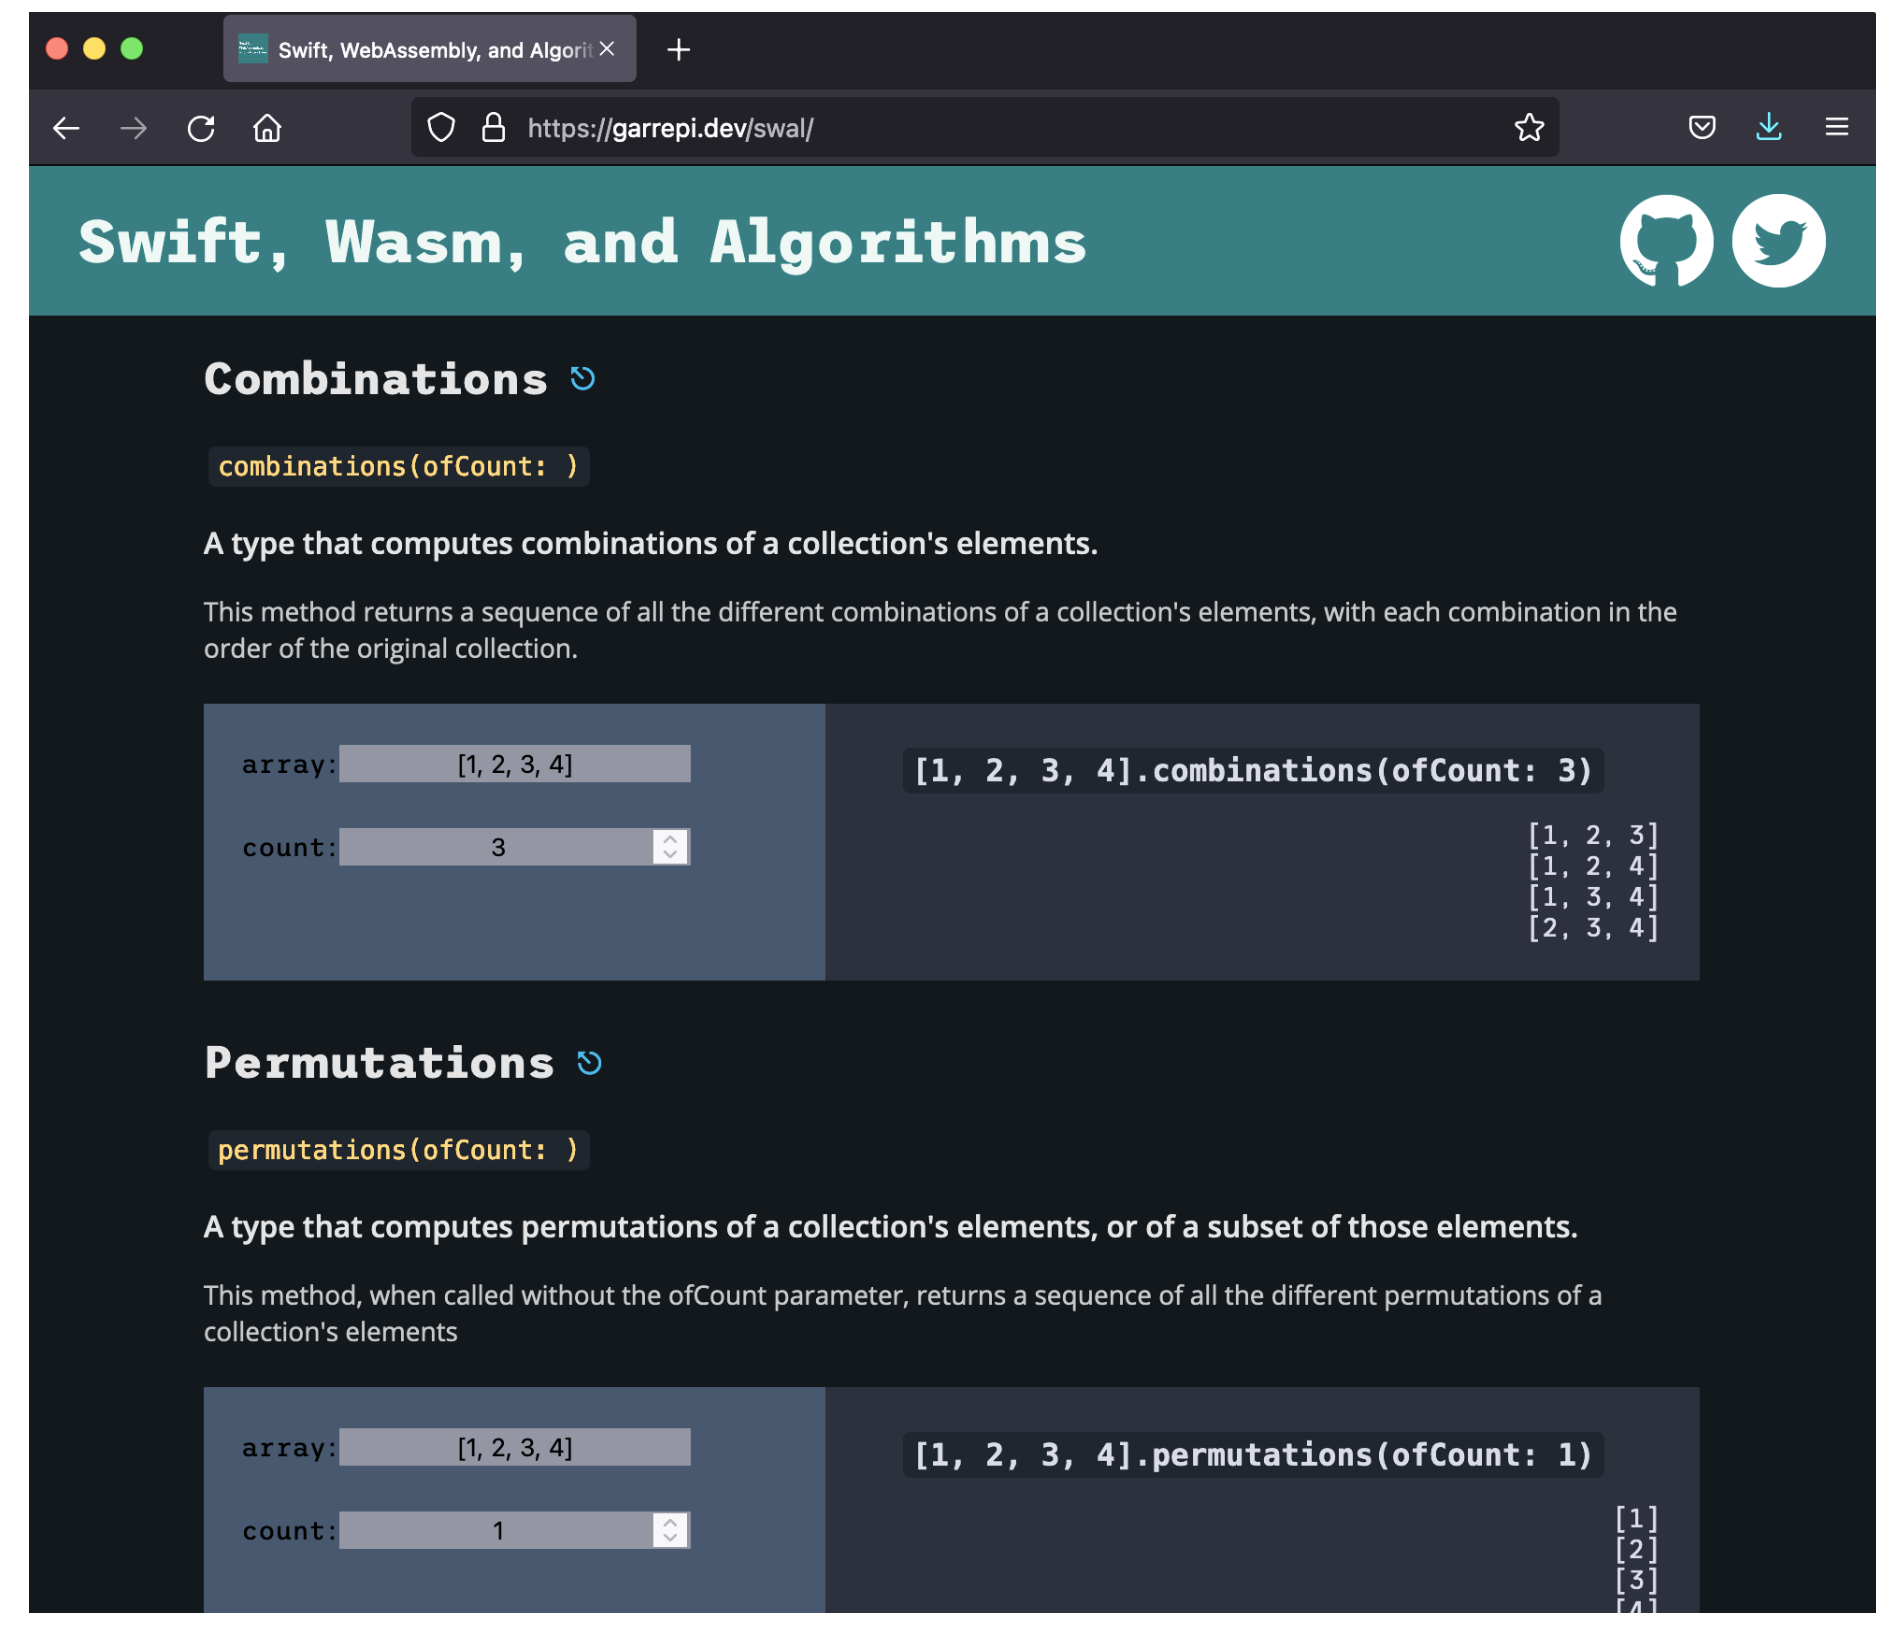 Swift, WebAssembly, and Algorit
https://garrepi.dev/swal/
Swift, Wasm, and Algorithms
Combinations
combinations(ofCount: )
A type that computes combinations of a collection's elements.
This method returns a sequence of all the different combinations of a collection's elements, with each combination in the
order of the original collection.
array: [1, 2, 3, 4]
count: 3
[1, 2, 3, 4].combinations(ofCount: 3)
[1, 2, 3]
[1, 2, 4]
[1, 3, 4]
[2, 3, 4]
Permutations
permutations(ofCount: )
A type that computes permutations of a collection's elements, or of a subset of those elements.
This method, when called without the ofCount parameter, returns a sequence of all the different permutations of a
collection's elements
array: [1, 2, 3, 4]
count: 1
[1, 2, 3, 4].permutations(ofCount: 1)
[1]
[2]
[3]
[4]